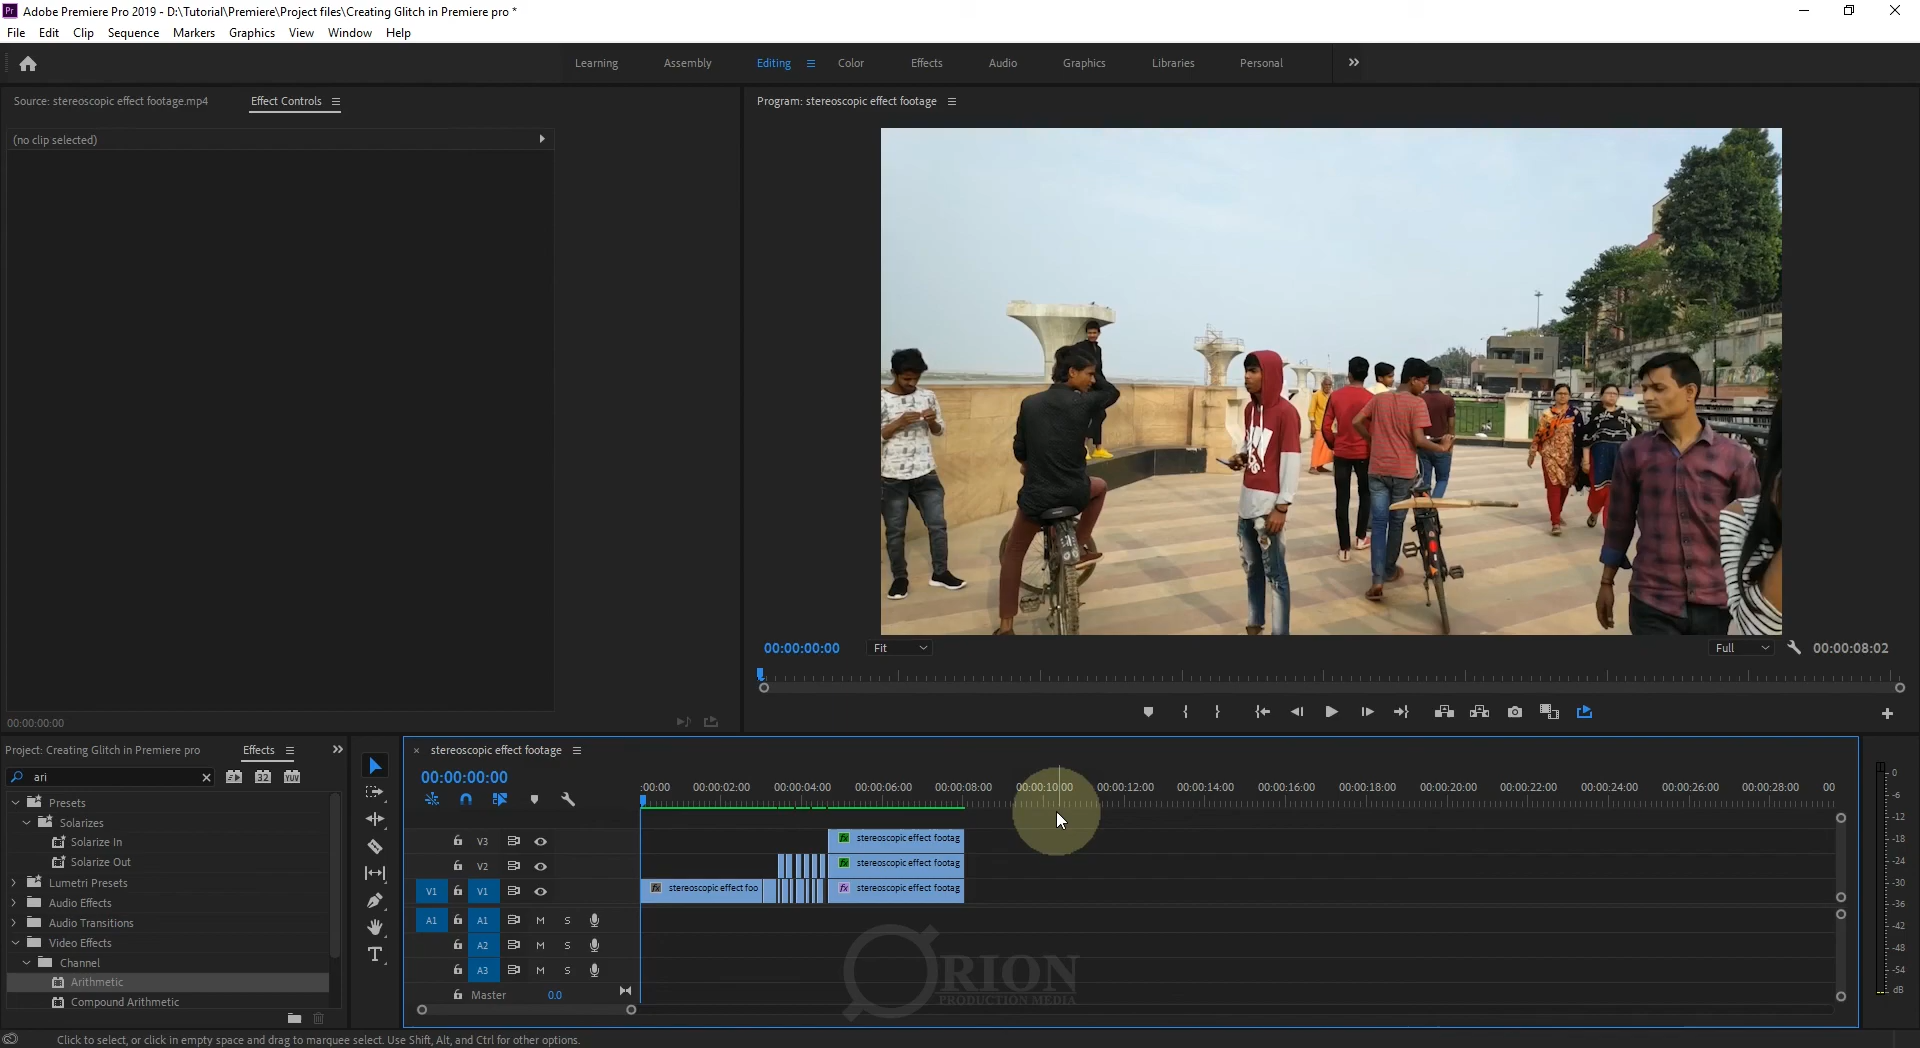 Pr Adobe Premiere Pro 2019 - D:\Tutorial\Premiere\Project files\Creating Glitch in Premiere pro *
File Edit Clip Sequence Markers Graphics View Window Help
Learning Assembly Editing Color Effects Audio Graphics Libraries Personal
Source: stereoscopic effect footage.mp4 Effect Controls
Program: stereoscopic effect footage
(no clip selected)
00:00:00:00 Fit Full 00:00:08:02
00:00:00:00
Project: Creating Glitch in Premiere pro Effects
stereoscopic effect footage
ari 32 YUV
00:00:00:00
:00:00 00:00:02:00 00:00:04:00 00:00:06:00 00:00:08:00 00:00:10:00 00:00:12:00 00:00:14:00 00:00:16:00 00:00:18:00 00:00:20:00 00:00:22:00 00:00:24:00 00:00:26:00 00:00:28:00 00
Presets
Solarizes
Solarize In
Solarize Out
Lumetri Presets
Audio Effects
Audio Transitions
Video Effects
Channel
Arithmetic
Compound Arithmetic
V3 fx stereoscopic effect footag
V2 fx stereoscopic effect footag
V1 V1 fx stereoscopic effect foo fx stereoscopic effect footag
A1 A1 M S
A2 M S
A3 M S
Master 0.0
ORION
PRODUCTION MEDIA
0
-6
-12
-18
-24
-30
-36
-42
-48
-54
dB
Click to select, or click in empty space and drag to marquee select. Use Shift, Alt, and Ctrl for other options.